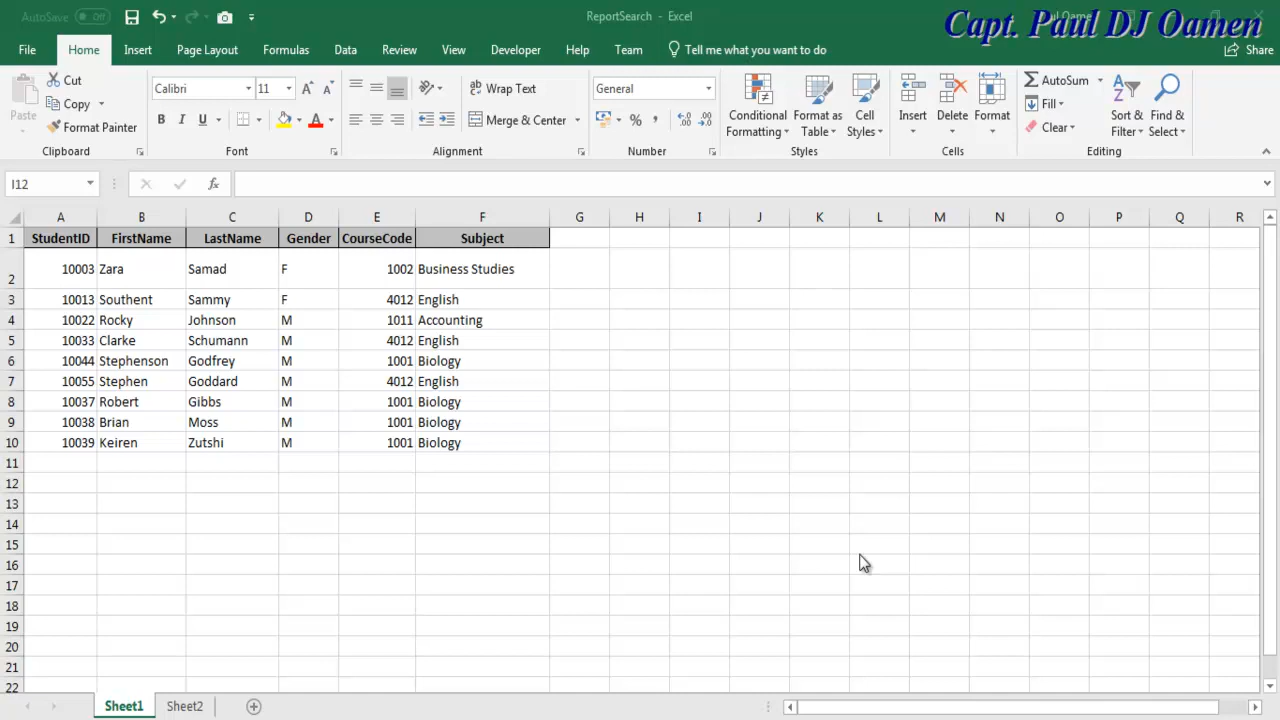 AutoSave Off
ReportSearch - Excel
Capt. Paul DJ Oamen
File Home Insert Page Layout Formulas Data Review View Developer Help Team Tell me what you want to do Share
Paste Cut Copy Format Painter
Clipboard
Calibri 11
B I U
Font
Wrap Text
Merge & Center
Alignment
General
%
Number
Conditional Formatting
Format as Table
Cell Styles
Styles
Insert Delete Format
Cells
AutoSum
Fill
Clear
Sort & Filter
Find & Select
Editing
I12 fx
A B C D E F G H I J K L M N O P Q R
1 StudentID FirstName LastName Gender CourseCode Subject
2 10003 Zara Samad F 1002 Business Studies
3 10013 Southent Sammy F 4012 English
4 10022 Rocky Johnson M 1011 Accounting
5 10033 Clarke Schumann M 4012 English
6 10044 Stephenson Godfrey M 1001 Biology
7 10055 Stephen Goddard M 4012 English
8 10037 Robert Gibbs M 1001 Biology
9 10038 Brian Moss M 1001 Biology
10 10039 Keiren Zutshi M 1001 Biology
11
12
13
14
15
16
17
18
19
20
21
22
Sheet1 Sheet2